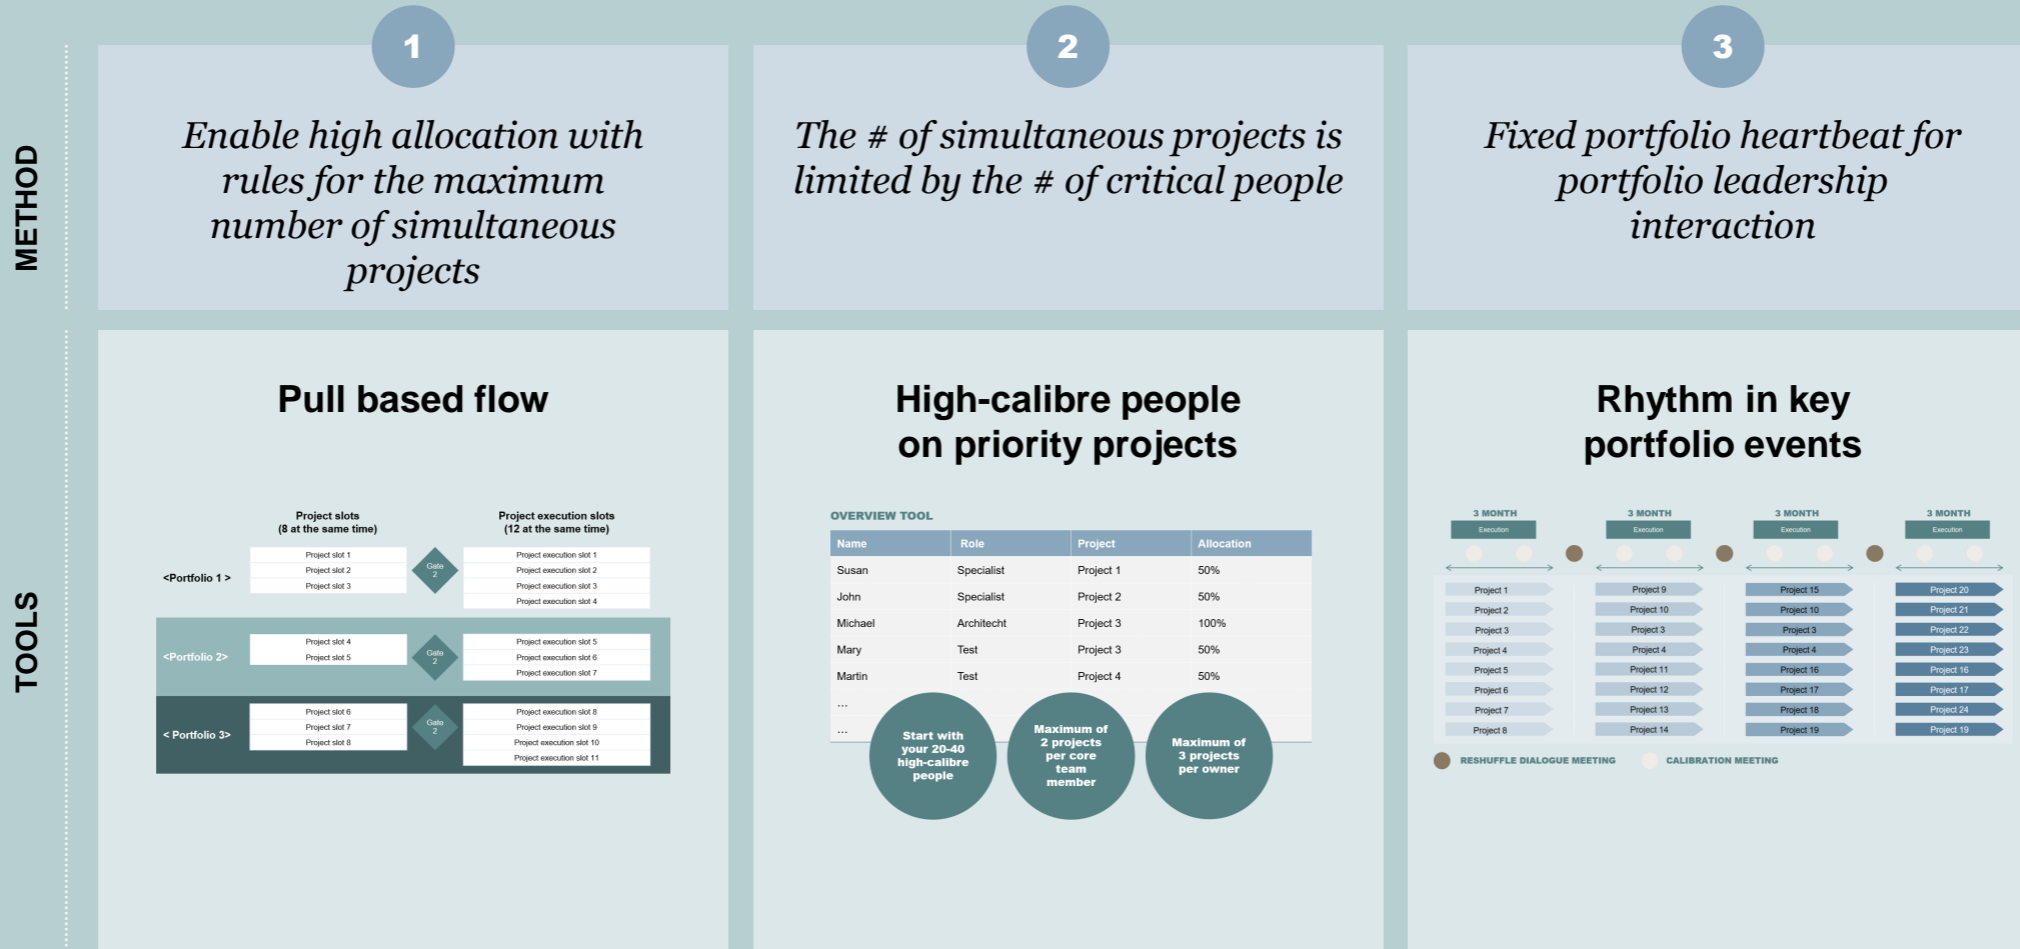 METHOD
1
Enable high allocation with
rules for the maximum
number of simultaneous
projects
2
The # of simultaneous projects is
limited by the # of critical people
3
Fixed portfolio heartbeat for
portfolio leadership
interaction
TOOLS
Pull based flow
Project slots
(8 at the same time)
Project execution slots
(12 at the same time)
<Portfolio 1 >
Project slot 1
Project slot 2
Project slot 3
Gate
2
Project execution slot 1
Project execution slot 2
Project execution slot 3
Project execution slot 4
<Portfolio 2>
Project slot 4
Project slot 5
Gate
2
Project execution slot 5
Project execution slot 6
Project execution slot 7
< Portfolio 3>
Project slot 6
Project slot 7
Project slot 8
Gate
2
Project execution slot 8
Project execution slot 9
Project execution slot 10
Project execution slot 11
High-calibre people
on priority projects
OVERVIEW TOOL
Name Role Project Allocation
Susan Specialist Project 1 50%
John Specialist Project 2 50%
Michael Architecht Project 3 100%
Mary Test Project 3 50%
Martin Test Project 4 50%
...
...
Start with
your 20-40
high-calibre
people
Maximum of
2 projects
per core
team
member
Maximum of
3 projects
per owner
Rhythm in key
portfolio events
3 MONTH 3 MONTH 3 MONTH 3 MONTH
Execution Execution Execution Execution
Project 1 Project 9 Project 15 Project 20
Project 2 Project 10 Project 10 Project 21
Project 3 Project 3 Project 3 Project 22
Project 4 Project 4 Project 4 Project 23
Project 5 Project 11 Project 16 Project 16
Project 6 Project 12 Project 17 Project 17
Project 7 Project 13 Project 18 Project 24
Project 8 Project 14 Project 19 Project 19
RESHUFFLE DIALOGUE MEETING CALIBRATION MEETING